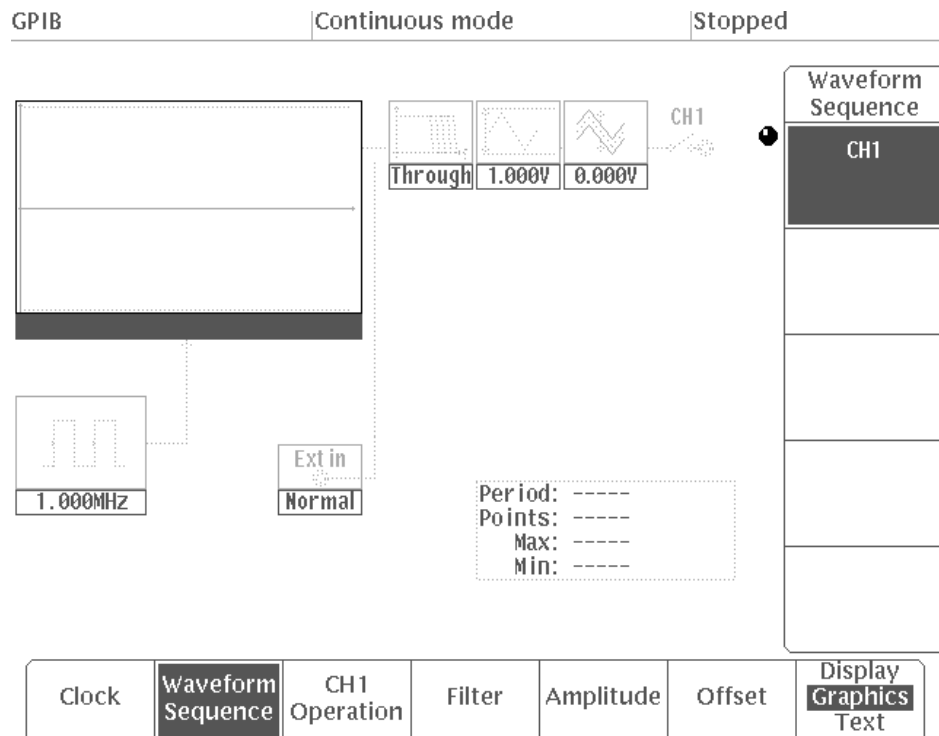 GPIB
Continuous mode
Stopped
Waveform
Sequence
CH1
CH1
Through
1.000V
0.000V
1.000MHz
Ext in
Normal
Period: -----
Points: -----
Max: -----
Min: -----
Clock
Waveform
Sequence
CH1
Operation
Filter
Amplitude
Offset
Display
Graphics
Text